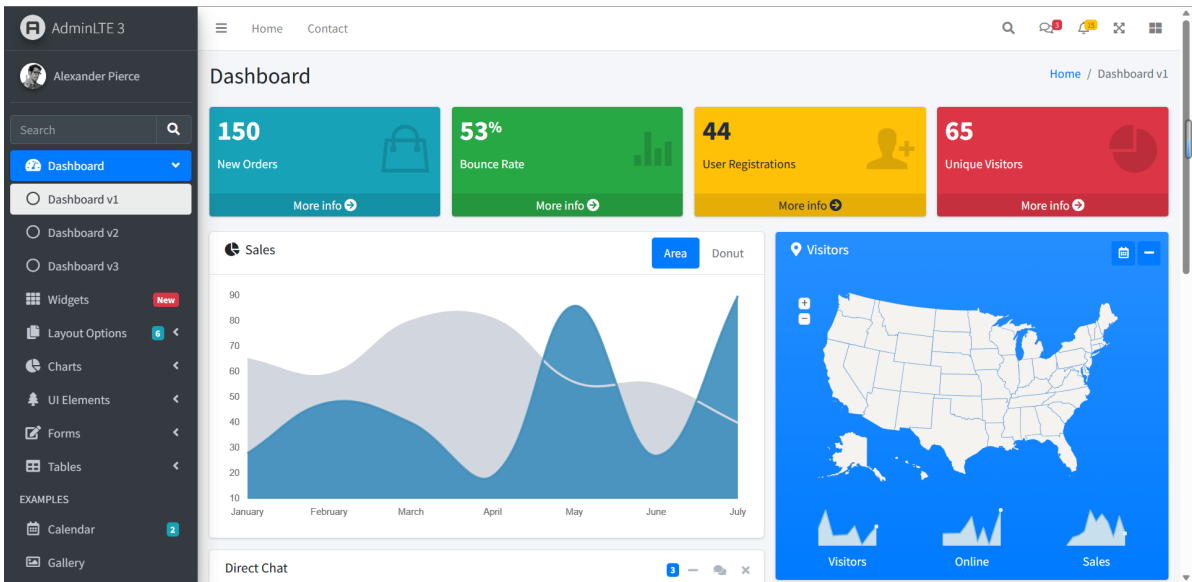 AdminLTE 3
Home Contact
3
15
Alexander Pierce
Search
Dashboard
Dashboard v1
Dashboard v2
Dashboard v3
Widgets New
Layout Options 6
Charts
UI Elements
Forms
Tables
EXAMPLES
Calendar 2
Gallery
Dashboard
Home / Dashboard v1
150
New Orders
More info
53%
Bounce Rate
More info
44
User Registrations
More info
65
Unique Visitors
More info
Sales
Area Donut
90
80
70
60
50
40
30
20
10
January February March April May June July
Visitors
+
−
Visitors Online Sales
Direct Chat
3